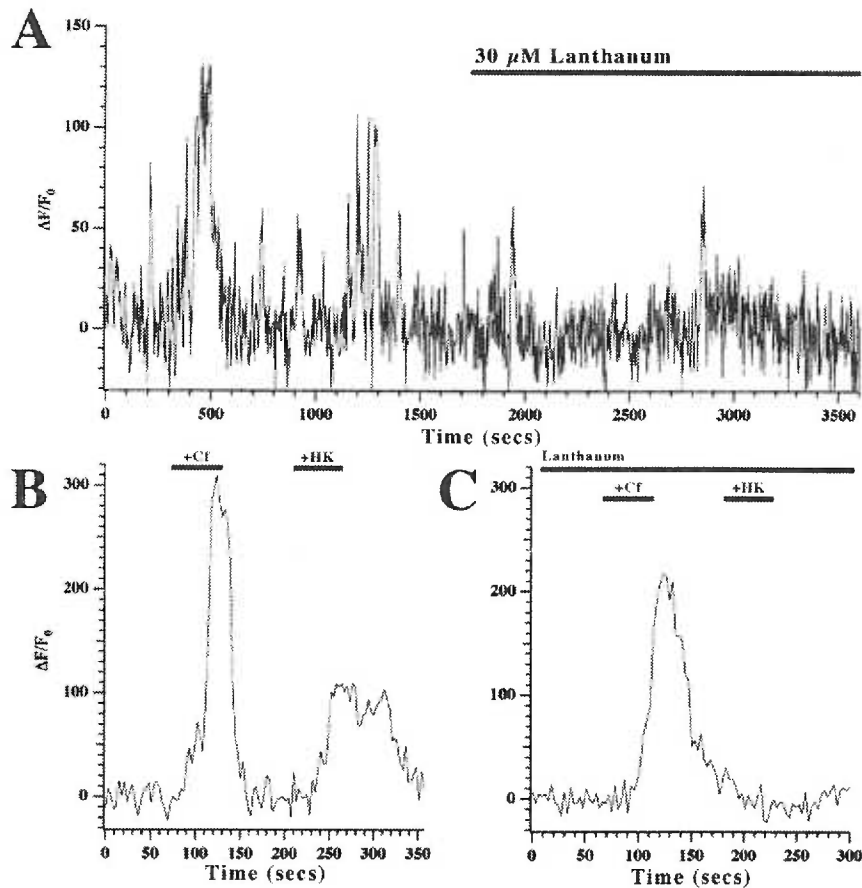 A
30 μM Lanthanum
150
100
50
0
ΔF/F₀
0 500 1000 1500 2000 2500 3000 3500
Time (secs)
B
+Cf +HK
300
200
100
0
ΔF/F₀
0 50 100 150 200 250 300 350
Time (secs)
C
Lanthanum
+Cf +HK
300
200
100
0
0 50 100 150 200 250 300
Time (secs)